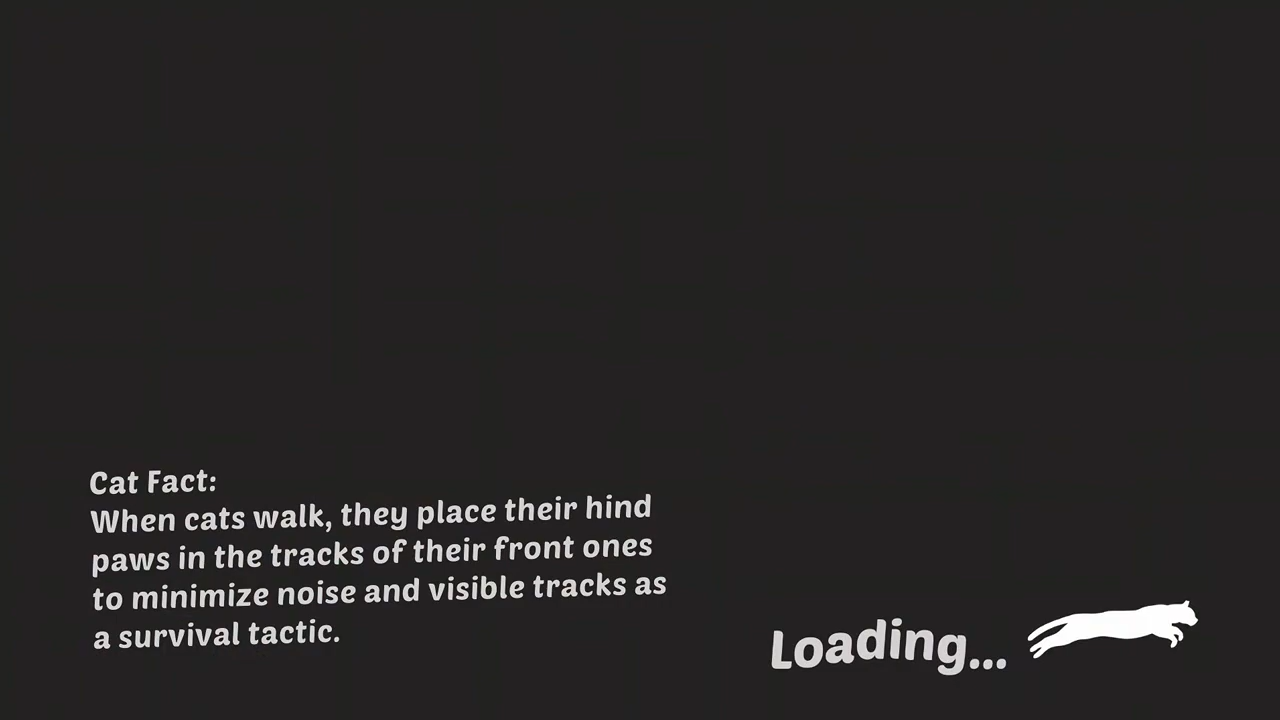 Cat Fact:
When cats walk, they place their hind
paws in the tracks of their front ones
to minimize noise and visible tracks as
a survival tactic.
Loading...